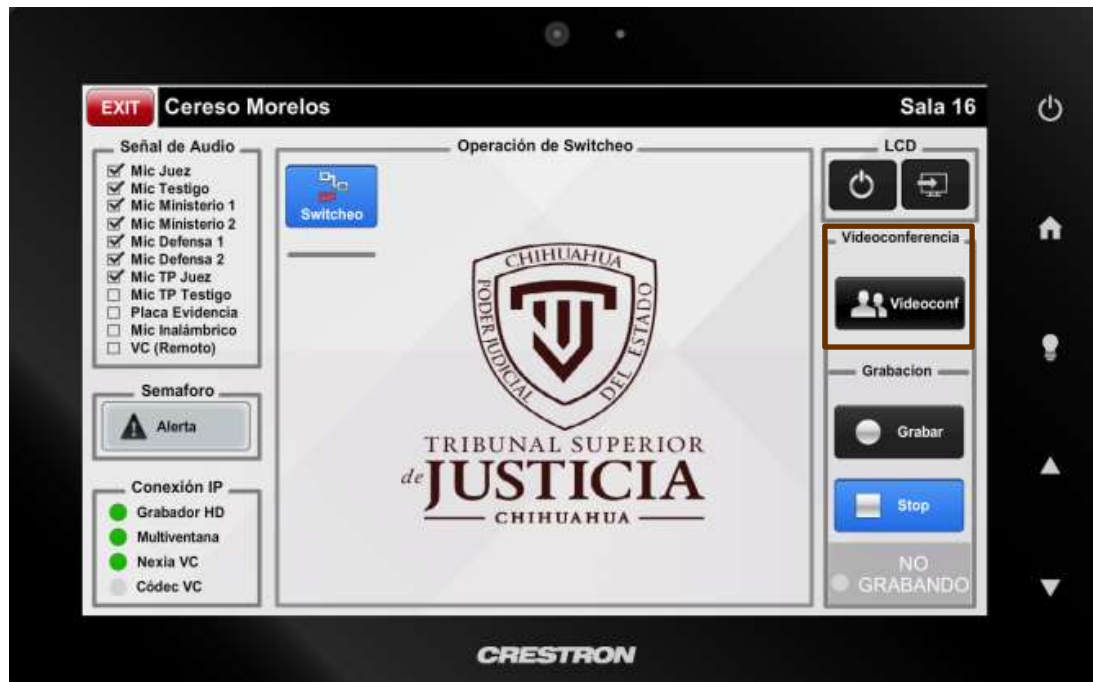 EXIT
Cereso Morelos
Sala 16
Señal de Audio
Mic Juez
Mic Testigo
Mic Ministerio 1
Mic Ministerio 2
Mic Defensa 1
Mic Defensa 2
Mic TP Juez
Mic TP Testigo
Placa Evidencia
Mic Inalámbrico
VC (Remoto)
Semaforo
Alerta
Conexión IP
Grabador HD
Multiventana
Nexia VC
Códec VC
Operación de Switcheo
Switcheo
CHIHUAHUA
PODER JUDICIAL
DEL ESTADO
TRIBUNAL SUPERIOR
de JUSTICIA
CHIHUAHUA
LCD
Videoconferencia
Videoconf
Grabacion
Grabar
Stop
NO
GRABANDO
CRESTRON